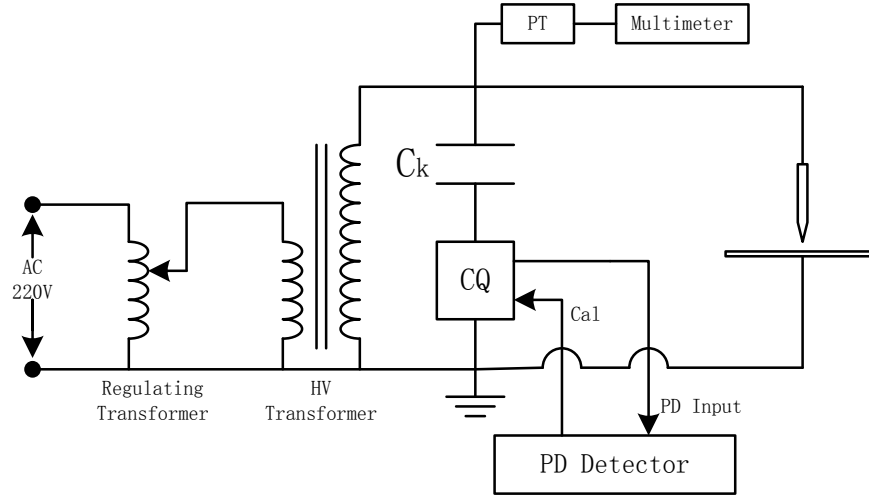 PT
Multimeter
Ck
AC
220V
CQ
Cal
Regulating
Transformer
HV
Transformer
PD Input
PD Detector